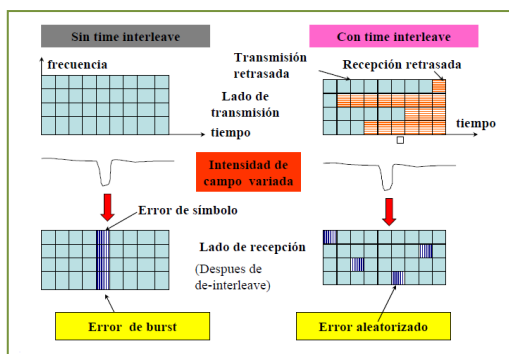 Sin time interleave
Con time interleave
frecuencia
Transmisión
retrasada
Recepción retrasada
Lado de
transmisión
tiempo
tiempo
Intensidad de
campo variada
Error de símbolo
Lado de recepción
(Despues de
de-interleave)
Error de burst
Error aleatorizado